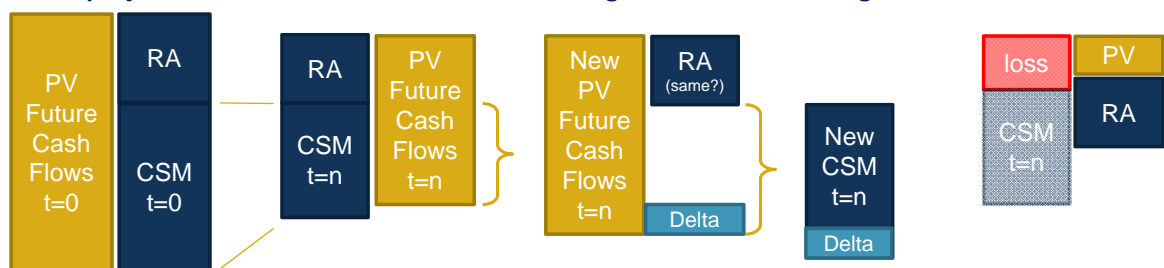 PV
Future
Cash
Flows
t=0
RA
CSM
t=0
RA
CSM
t=n
PV
Future
Cash
Flows
t=n
New
PV
Future
Cash
Flows
t=n
RA
(same?)
Delta
New
CSM
t=n
Delta
loss
CSM
t=n
PV
RA